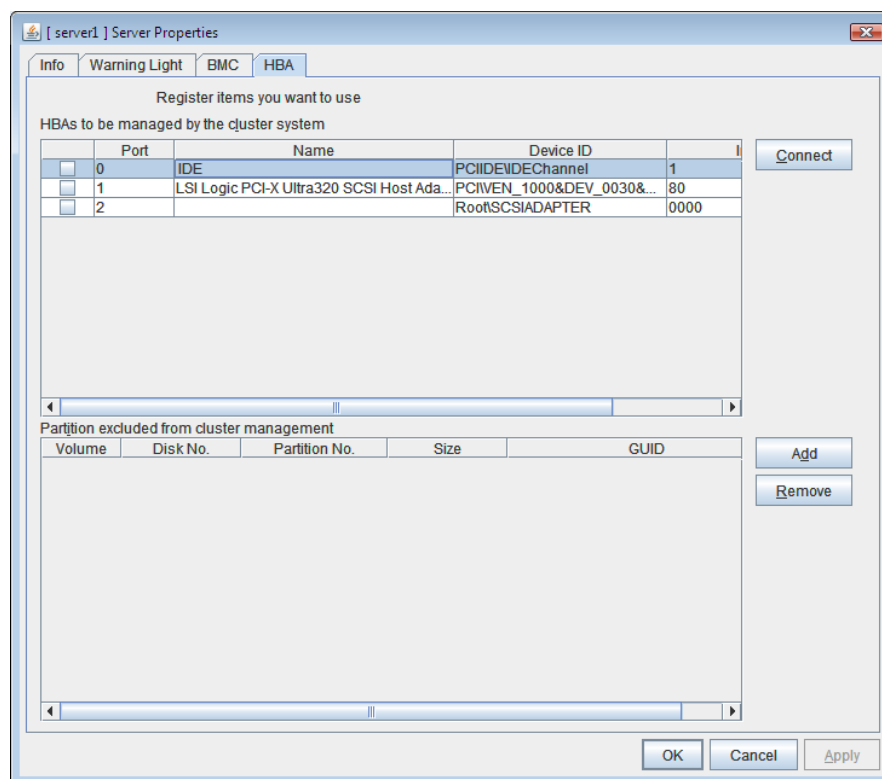 [ server1 ] Server Properties
Info Warning Light BMC HBA
Register items you want to use
HBAs to be managed by the cluster system
Port Name Device ID
0 IDE PCIIDE\IDEChannel 1
1 LSI Logic PCI-X Ultra320 SCSI Host Ada... PCI\VEN_1000&DEV_0030&... 80
2 Root\SCSIADAPTER 0000
Connect
Partition excluded from cluster management
Volume Disk No. Partition No. Size GUID
Add
Remove
OK Cancel Apply